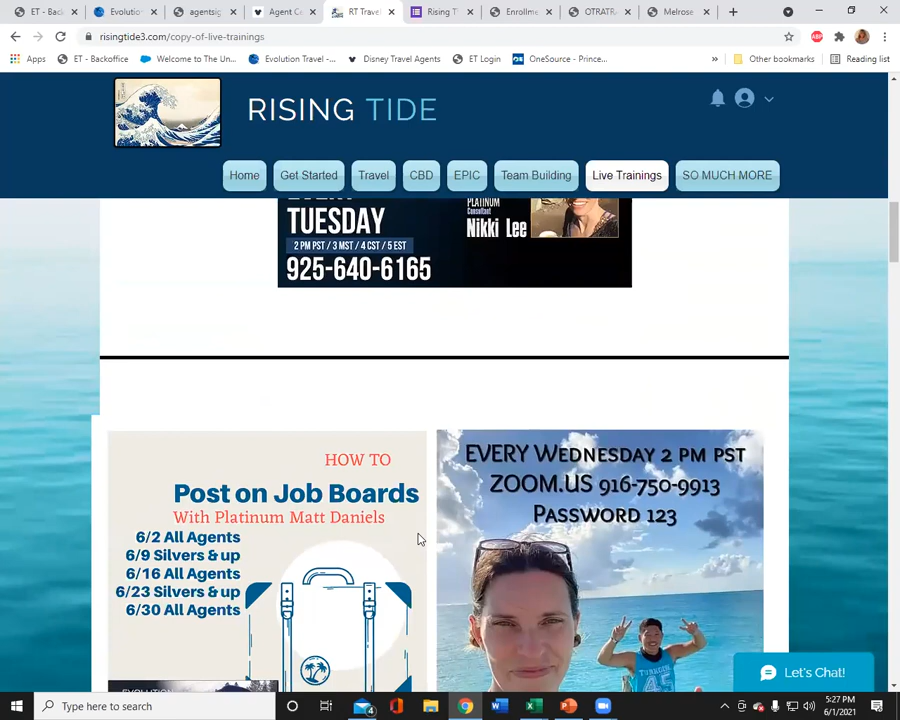 ET - Back
Evolution
agentsig
Agent Ce
RT Travel
Rising T
Enrollme
OTRATRA
Melrose
risingtide3.com/copy-of-live-trainings
ABP
Apps
ET - Backoffice
Welcome to The Un...
Evolution Travel -...
Disney Travel Agents
ET Login
OneSource - Prince...
»
Other bookmarks
Reading list
RISING TIDE
Home
Get Started
Travel
CBD
EPIC
Team Building
Live Trainings
SO MUCH MORE
TUESDAY
2 PM PST / 3 MST / 4 CST / 5 EST
925-640-6165
PLATINUM
Consultant
Nikki Lee
HOW TO
Post on Job Boards
With Platinum Matt Daniels
6/2 All Agents
6/9 Silvers & up
6/16 All Agents
6/23 Silvers & up
6/30 All Agents
EVERY Wednesday 2 PM PST
ZOOM.US 916-750-9913
Password 123
Let's Chat!
Type here to search
4
5:27 PM
6/1/2021